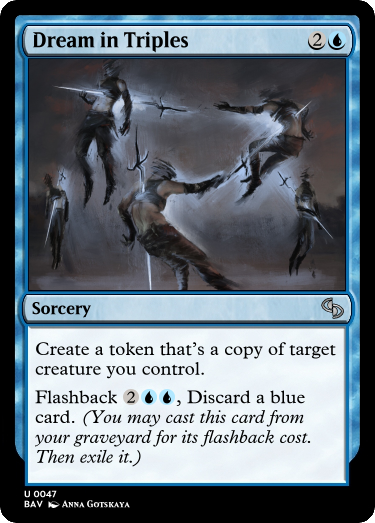 Dream in Triples 2
Sorcery
Create a token that's a copy of target
creature you control.
Flashback 2, Discard a blue
card. (You may cast this card from
your graveyard for its flashback cost.
Then exile it.)
U 0047
BAV Anna Gotskaya